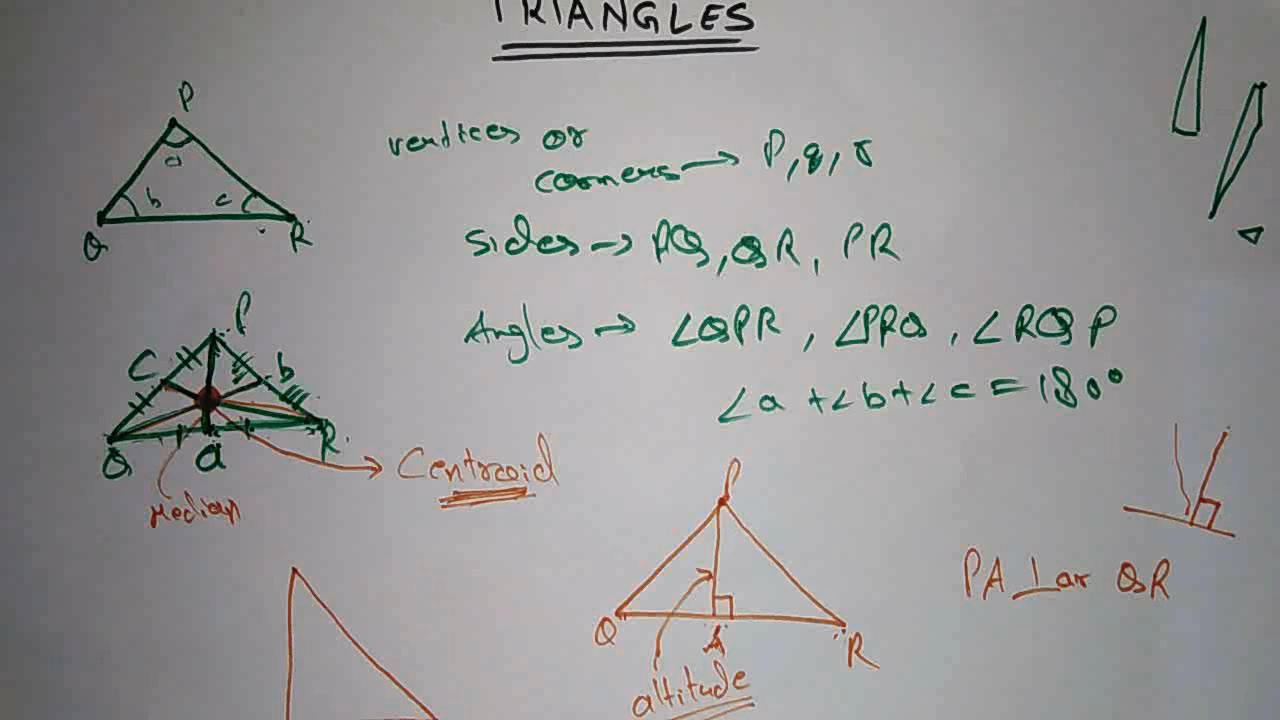 TRIANGLES
P
a
b c
Q R
vertices or
corners → P, q, r
Sides → PQ, QR, PR
Angles → ∠QPR, ∠PRQ, ∠RQP
∠a + ∠b + ∠c = 180°
P
C b
Q a R
Centroid
Median
P
Q A R
altitude
PA ⊥ar QR